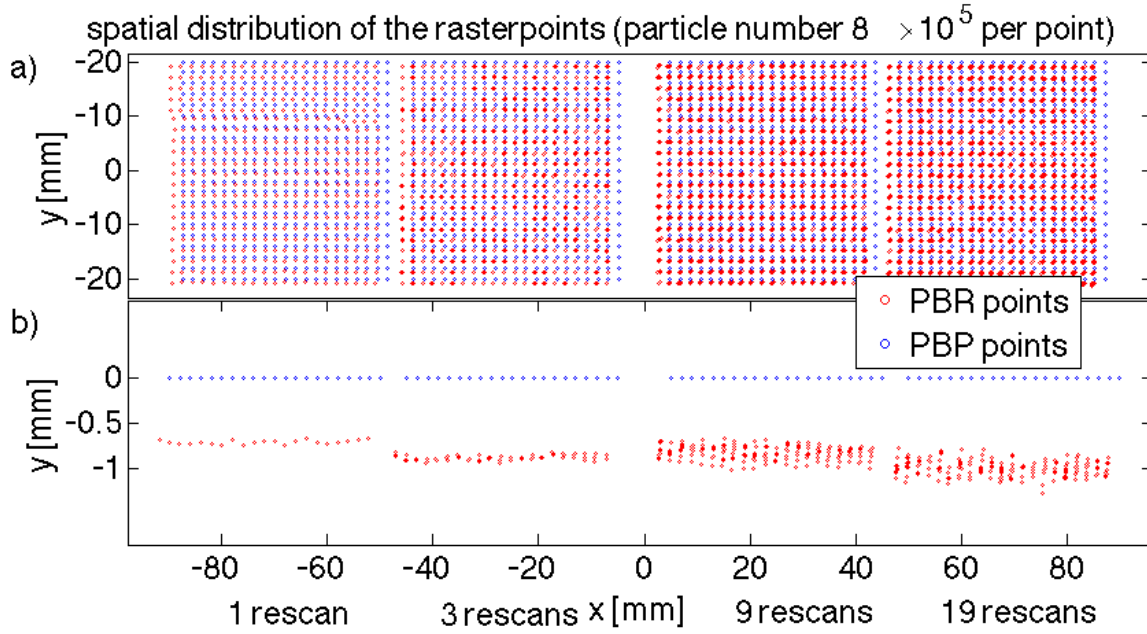 spatial distribution of the rasterpoints (particle number 8 ×10^5 per point)
a)
-20
-10
0
-10
-20
y [mm]
b)
PBR points
PBP points
0
-0.5
-1
y [mm]
-80 -60 -40 -20 0 20 40 60 80
1 rescan 3 rescans x [mm] 9 rescans 19 rescans